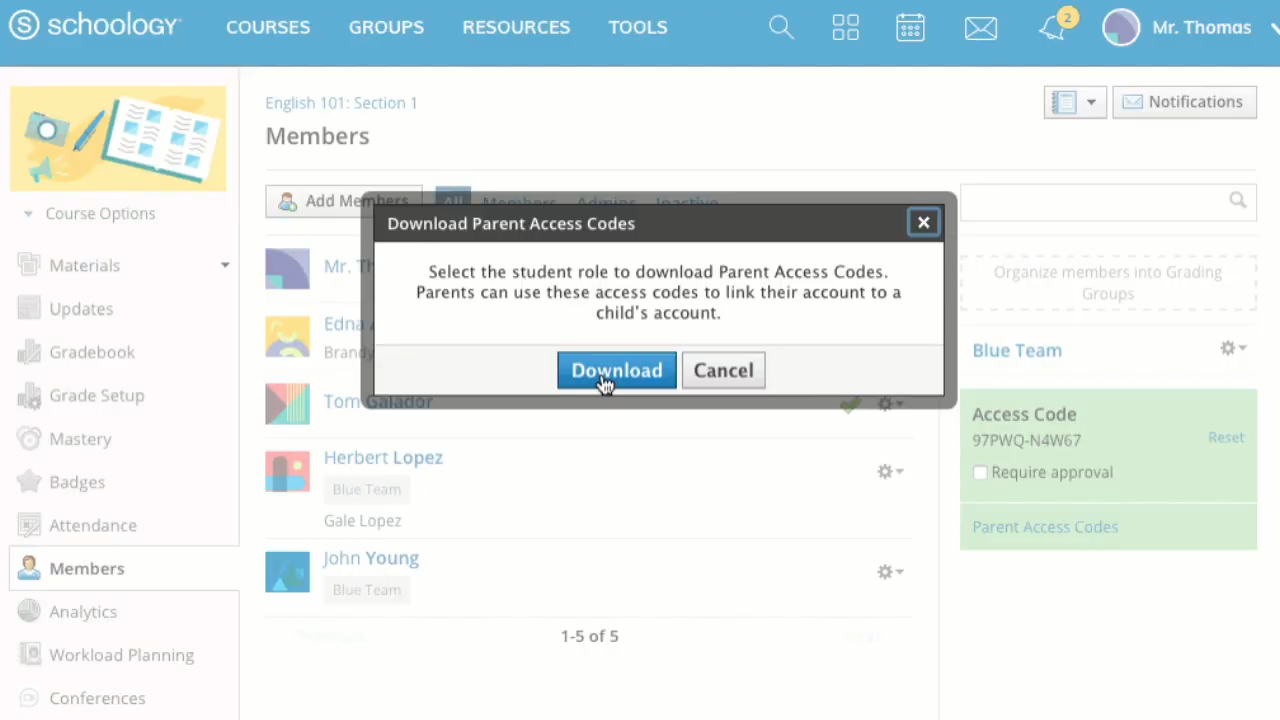 schoology
COURSES
GROUPS
RESOURCES
TOOLS
2
Mr. Thomas
English 101: Section 1
Members
Notifications
Course Options
Materials
Updates
Gradebook
Grade Setup
Mastery
Badges
Attendance
Members
Analytics
Workload Planning
Conferences
Add Members
All
Members
Admins
Inactive
Download Parent Access Codes
Select the student role to download Parent Access Codes.
Parents can use these access codes to link their account to a
child's account.
Download
Cancel
Mr. Th
Edna
Brandy
Tom Galador
Herbert Lopez
Blue Team
Gale Lopez
John Young
Blue Team
1-5 of 5
Organize members into Grading
Groups
Blue Team
Access Code
97PWQ-N4W67
Reset
Require approval
Parent Access Codes